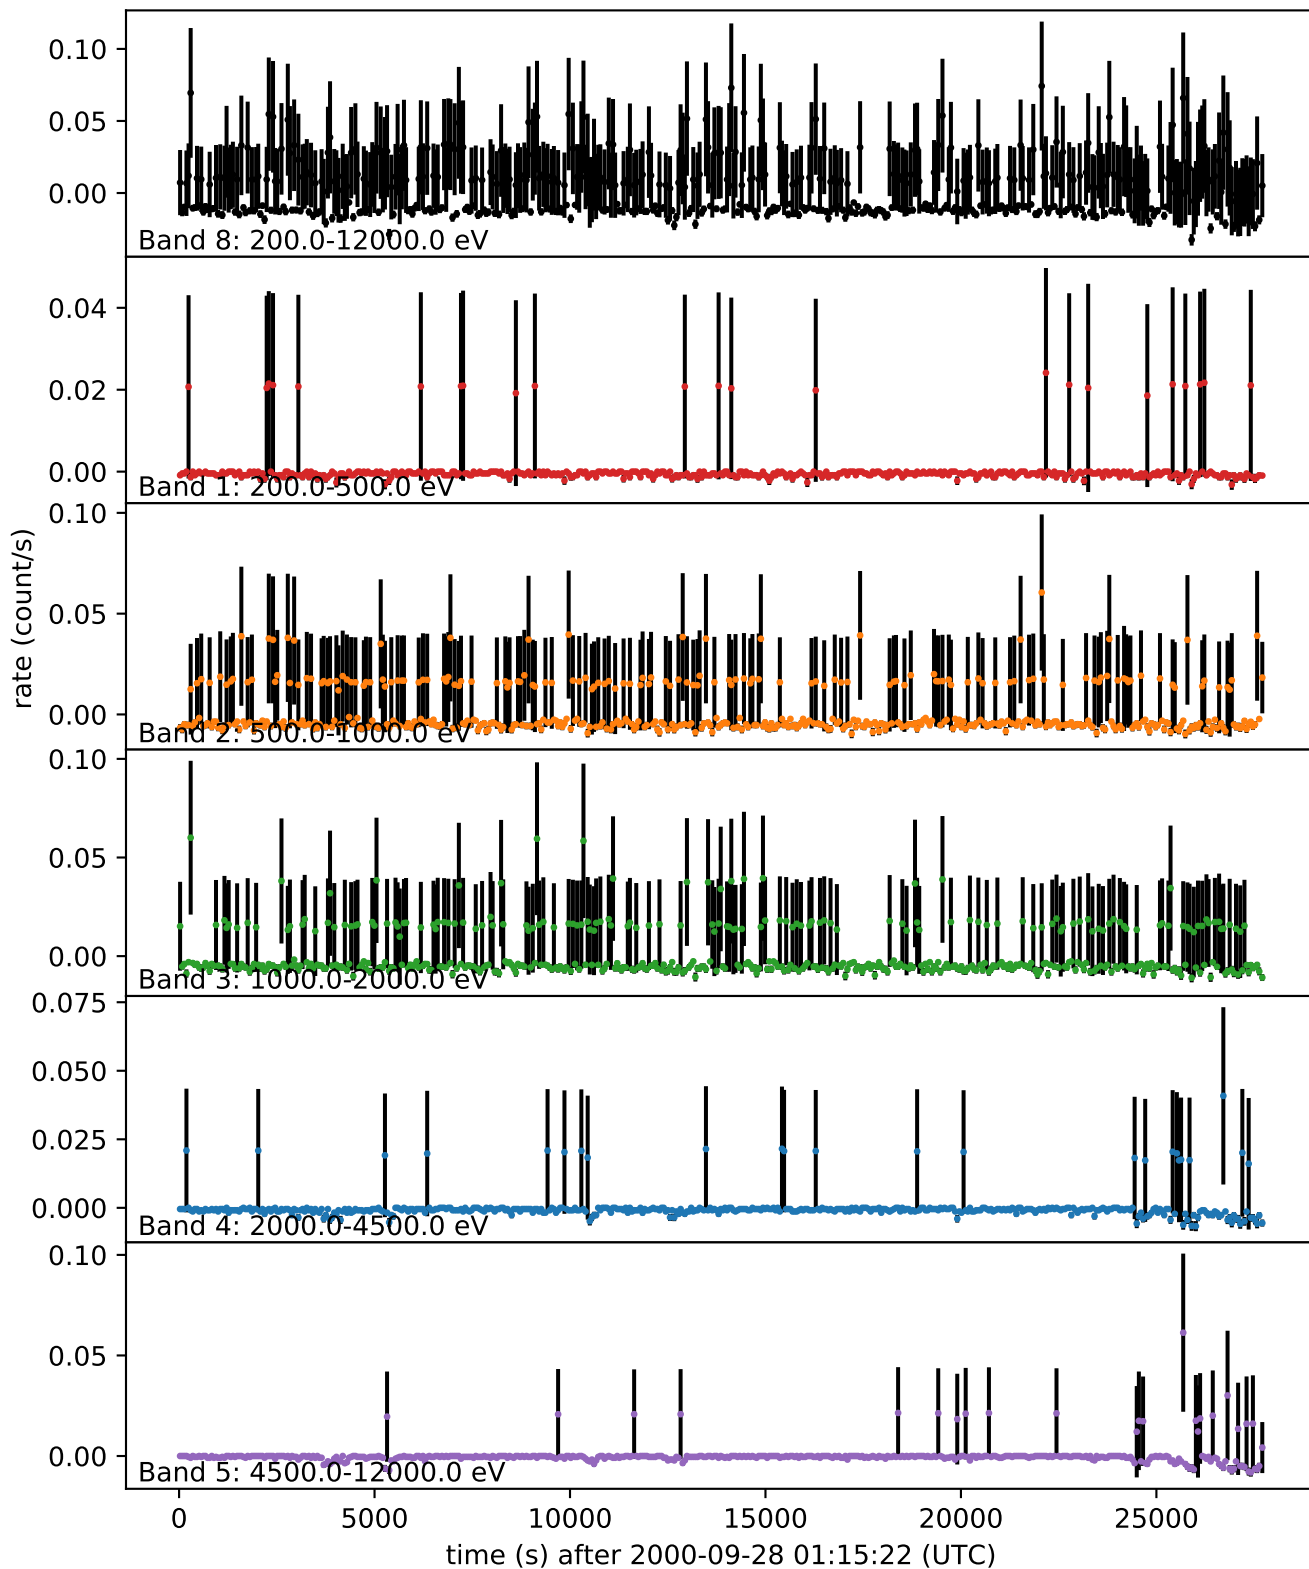 0.10
0.05
0.00
Band 8: 200.0-12000.0 eV
0.04
0.02
0.00
Band 1: 200.0-500.0 eV
0.10
0.05
0.00
Band 2: 500.0-1000.0 eV
rate (count/s)
0.10
0.05
0.00
Band 3: 1000.0-2000.0 eV
0.075
0.050
0.025
0.000
Band 4: 2000.0-4500.0 eV
0.10
0.05
0.00
Band 5: 4500.0-12000.0 eV
0 5000 10000 15000 20000 25000
time (s) after 2000-09-28 01:15:22 (UTC)